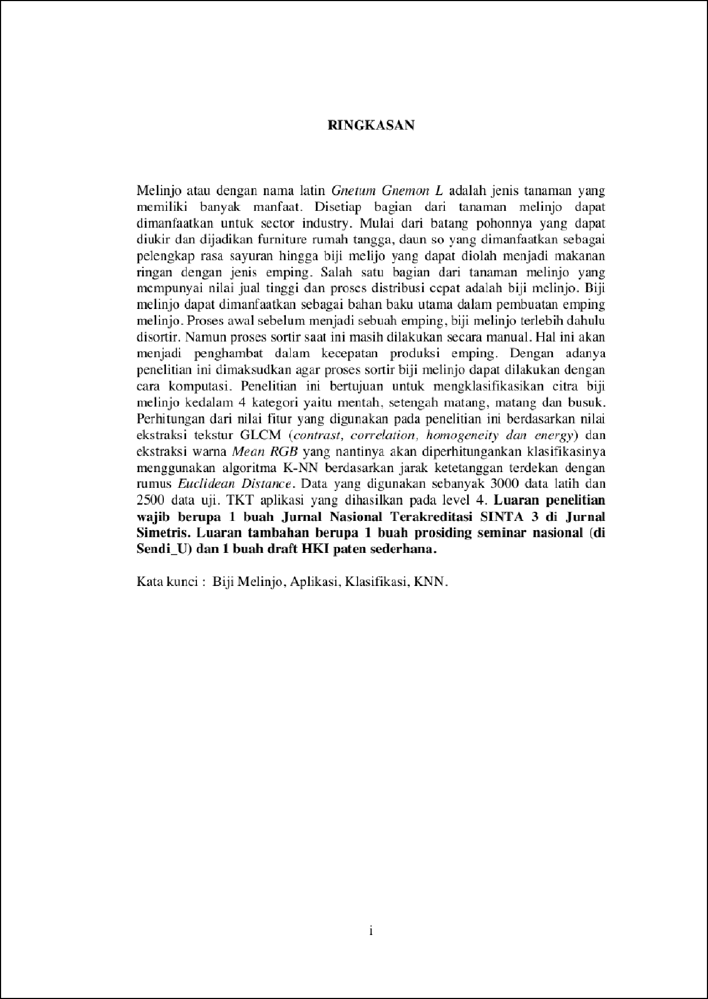 RINGKASAN
Melinjo atau dengan nama latin Gnetum Gnemon L adalah jenis tanaman yang
memiliki banyak manfaat. Disetiap bagian dari tanaman melinjo dapat
dimanfaatkan untuk sector industry. Mulai dari batang pohonnya yang dapat
diukir dan dijadikan furniture rumah tangga, daun so yang dimanfaatkan sebagai
pelengkap rasa sayuran hingga biji melijo yang dapat diolah menjadi makanan
ringan dengan jenis emping. Salah satu bagian dari tanaman melinjo yang
mempunyai nilai jual tinggi dan proses distribusi cepat adalah biji melinjo. Biji
melinjo dapat dimanfaatkan sebagai bahan baku utama dalam pembuatan emping
melinjo. Proses awal sebelum menjadi sebuah emping, biji melinjo terlebih dahulu
disortir. Namun proses sortir saat ini masih dilakukan secara manual. Hal ini akan
menjadi penghambat dalam kecepatan produksi emping. Dengan adanya
penelitian ini dimaksudkan agar proses sortir biji melinjo dapat dilakukan dengan
cara komputasi. Penelitian ini bertujuan untuk mengklasifikasikan citra biji
melinjo kedalam 4 kategori yaitu mentah, setengah matang, matang dan busuk.
Perhitungan dari nilai fitur yang digunakan pada penelitian ini berdasarkan nilai
ekstraksi tekstur GLCM (contrast, correlation, homogeneity dan energy) dan
ekstraksi warna Mean RGB yang nantinya akan diperhitungankan klasifikasinya
menggunakan algoritma K-NN berdasarkan jarak ketetanggan terdekan dengan
rumus Euclidean Distance. Data yang digunakan sebanyak 3000 data latih dan
2500 data uji. TKT aplikasi yang dihasilkan pada level 4. Luaran penelitian
wajib berupa 1 buah Jurnal Nasional Terakreditasi SINTA 3 di Jurnal
Simetris. Luaran tambahan berupa 1 buah prosiding seminar nasional (di
Sendi_U) dan 1 buah draft HKI paten sederhana.
Kata kunci : Biji Melinjo, Aplikasi, Klasifikasi, KNN.
i